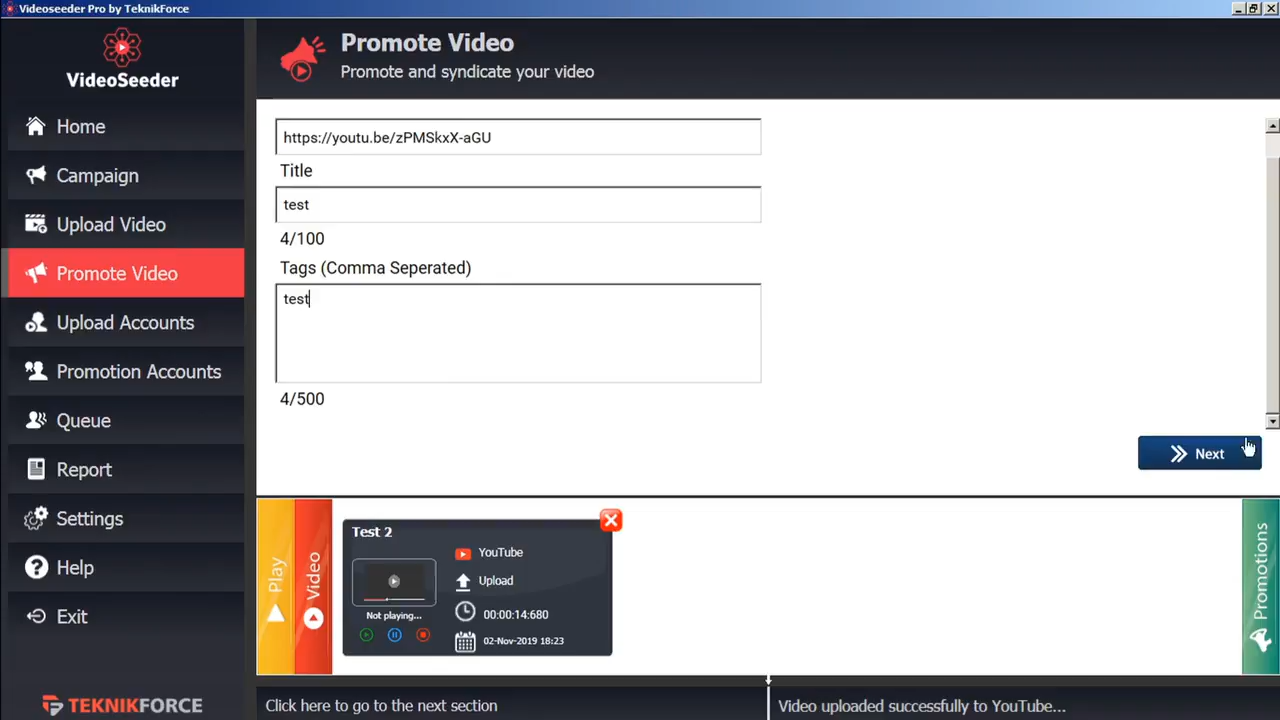 Videoseeder Pro by TeknikForce
VideoSeeder
Home
Campaign
Upload Video
Promote Video
Upload Accounts
Promotion Accounts
Queue
Report
Settings
Help
Exit
TEKNIKFORCE
Promote Video
Promote and syndicate your video
https://youtu.be/zPMSkxX-aGU
Title
test
4/100
Tags (Comma Seperated)
test
4/500
Next
Play
Video
Test 2
Not playing...
YouTube
Upload
00:00:14:680
02-Nov-2019 18:23
Promotions
Click here to go to the next section
Video uploaded successfully to YouTube...